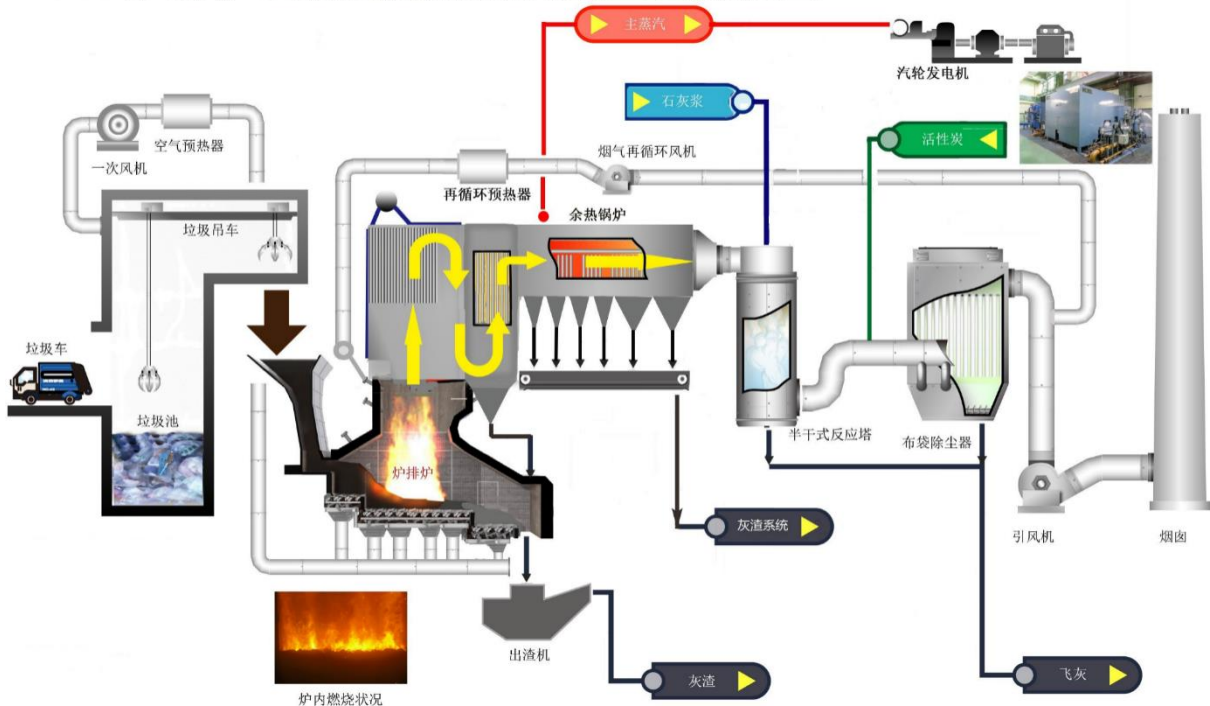 主蒸汽
汽轮发电机
石灰浆
空气预热器
一次风机
活性炭
烟气再循环风机
再循环预热器
余热锅炉
垃圾吊车
垃圾车
垃圾池
炉排炉
半干式反应塔
布袋除尘器
灰渣系统
引风机
烟囱
出渣机
灰渣
飞灰
炉内燃烧状况